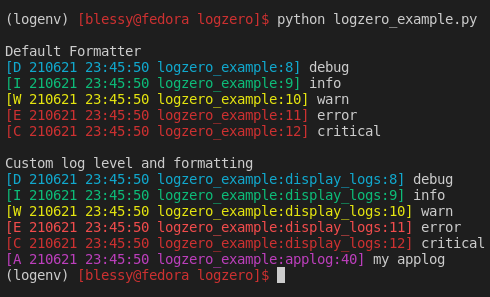 (logenv) [blessy@fedora logzero]$ python logzero_example.py
Default Formatter
[D 210621 23:45:50 logzero_example:8] debug
[I 210621 23:45:50 logzero_example:9] info
[W 210621 23:45:50 logzero_example:10] warn
[E 210621 23:45:50 logzero_example:11] error
[C 210621 23:45:50 logzero_example:12] critical
Custom log level and formatting
[D 210621 23:45:50 logzero_example:display_logs:8] debug
[I 210621 23:45:50 logzero_example:display_logs:9] info
[W 210621 23:45:50 logzero_example:display_logs:10] warn
[E 210621 23:45:50 logzero_example:display_logs:11] error
[C 210621 23:45:50 logzero_example:display_logs:12] critical
[A 210621 23:45:50 logzero_example:applog:40] my applog
(logenv) [blessy@fedora logzero]$